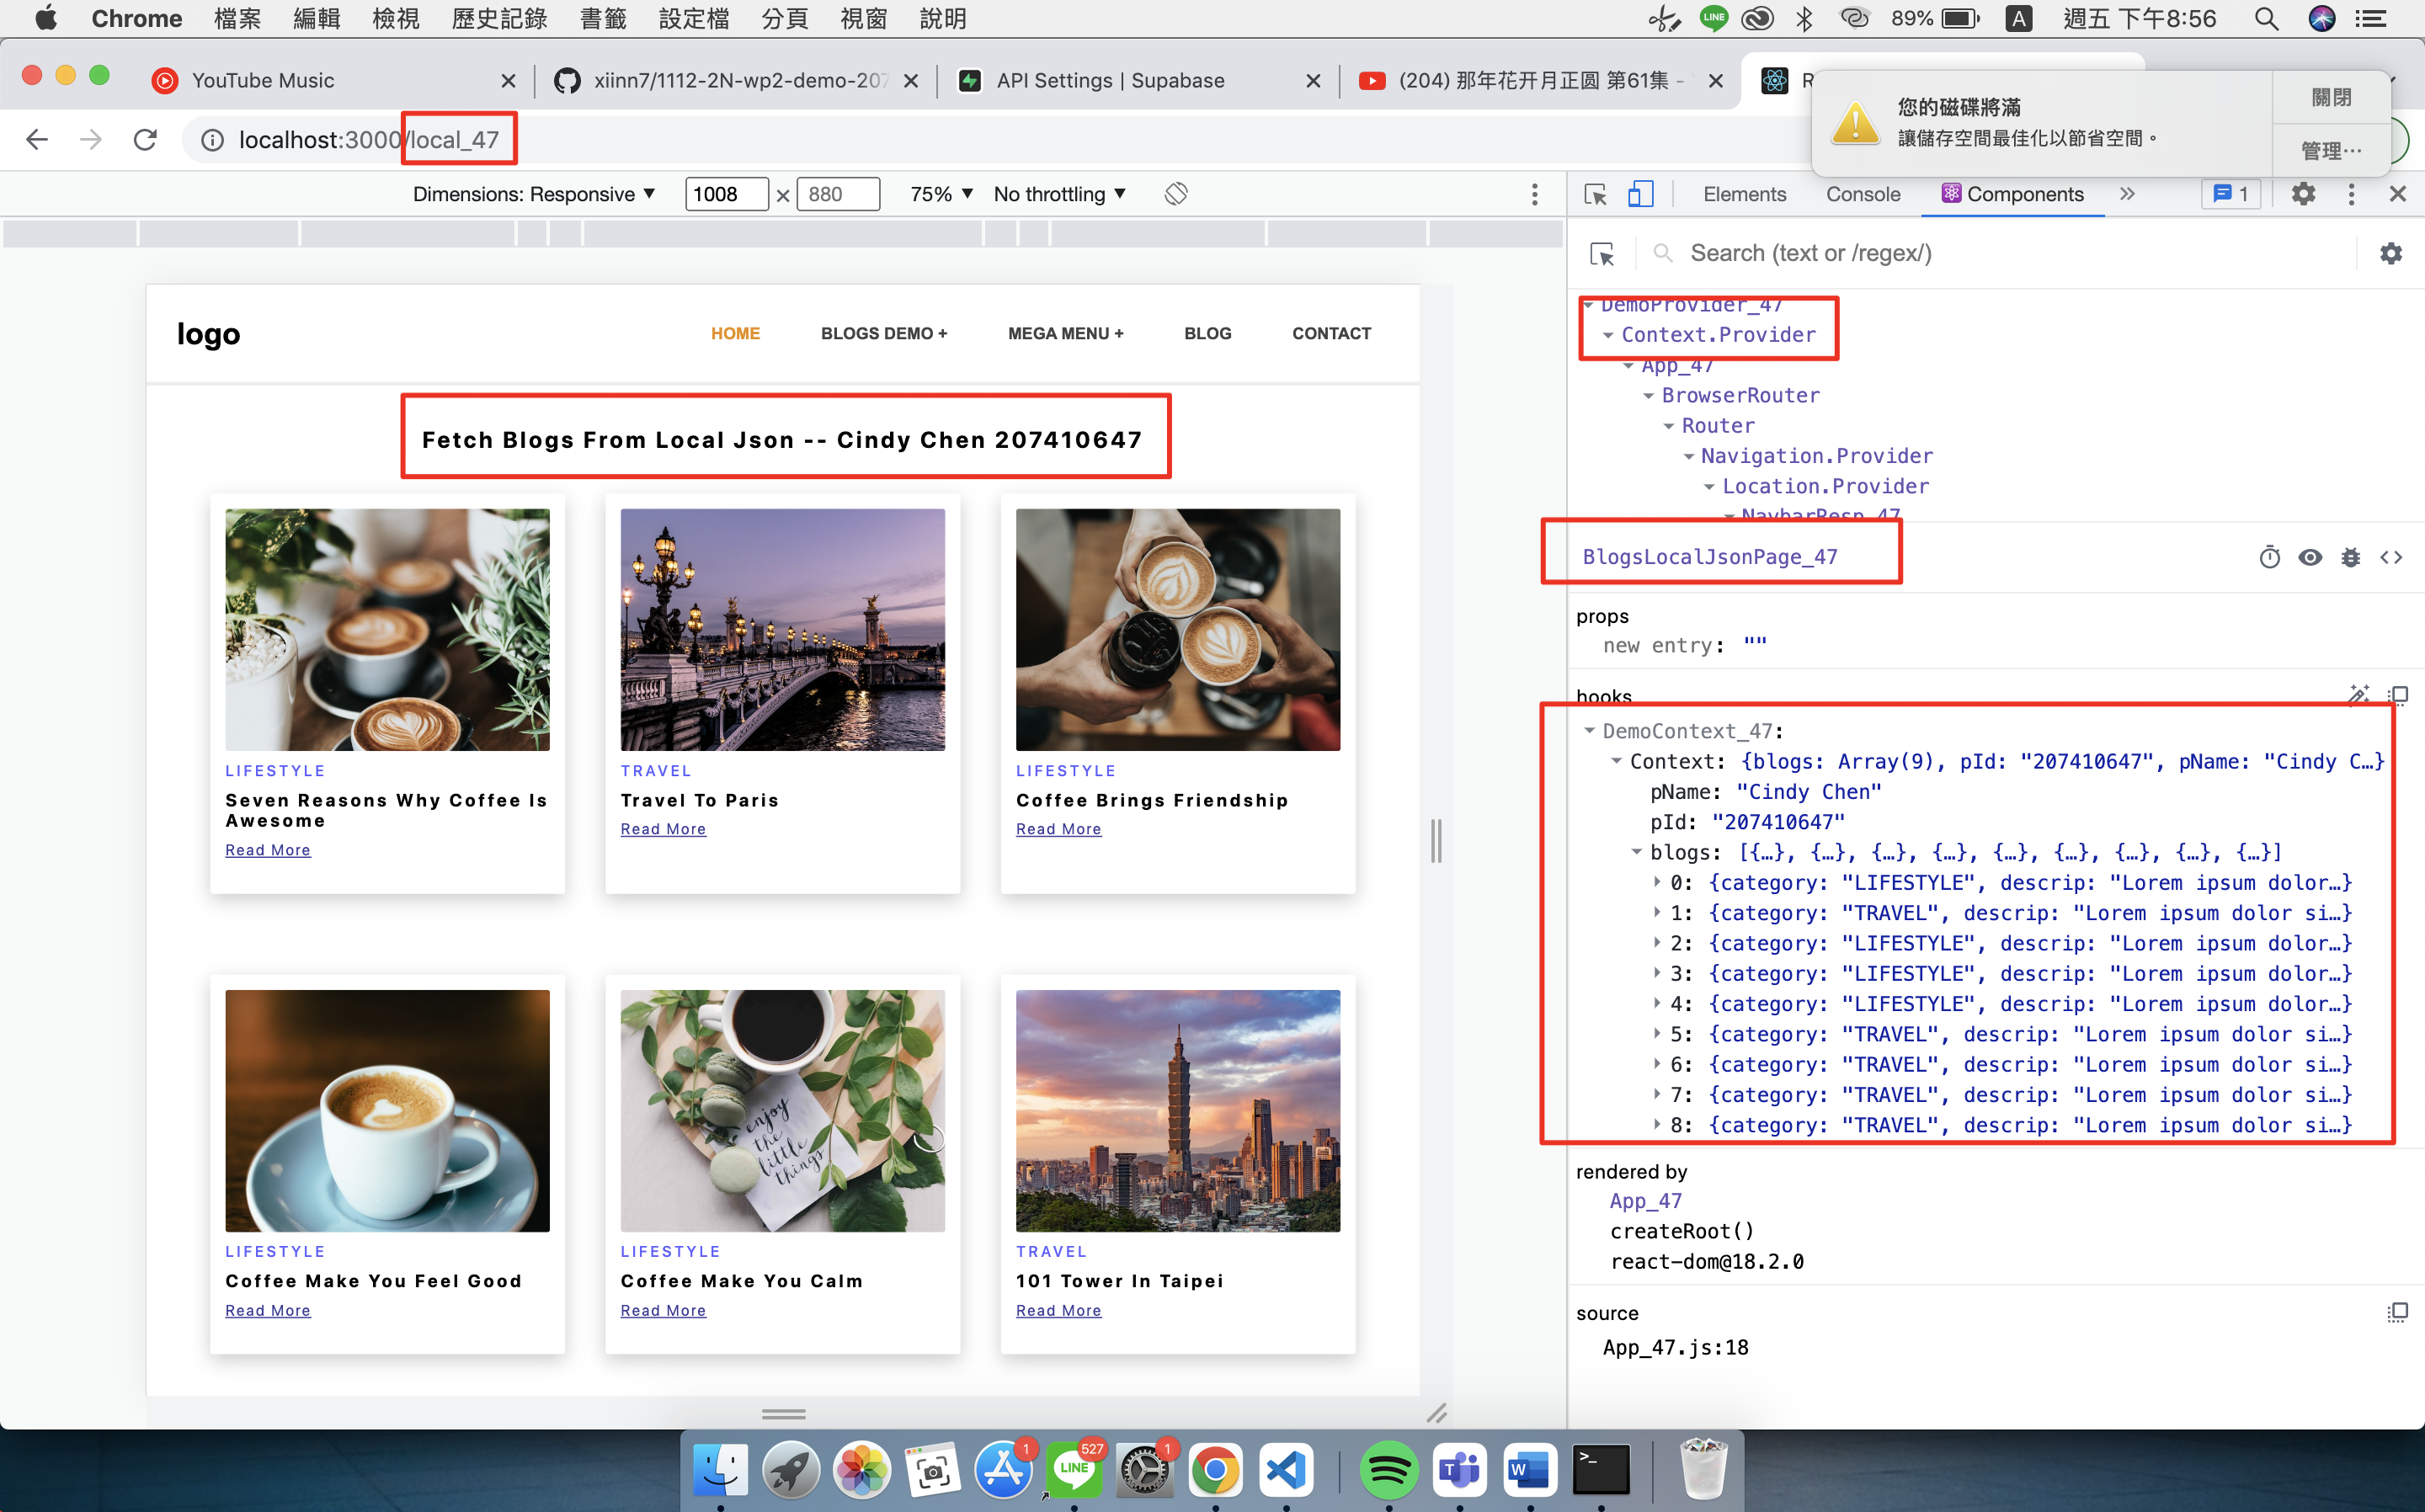 Chrome 檔案 編輯 檢視 歷史記錄 書籤 設定檔 分頁 視窗 說明 LINE 89% A 週五 下午8:56
YouTube Music
xiinn7/1112-2N-wp2-demo-207
API Settings | Supabase
(204) 那年花开月正圆 第61集 -
R
您的磁碟將滿
讓儲存空間最佳化以節省空間。
關閉
管理…
localhost:3000/local_47
Dimensions: Responsive 1008 × 880 75% No throttling
Elements Console Components 1
Search (text or /regex/)
logo
HOME BLOGS DEMO + MEGA MENU + BLOG CONTACT
Fetch Blogs From Local Json -- Cindy Chen 207410647
LIFESTYLE
Seven Reasons Why Coffee Is
Awesome
Read More
TRAVEL
Travel To Paris
Read More
LIFESTYLE
Coffee Brings Friendship
Read More
LIFESTYLE
Coffee Make You Feel Good
Read More
enjoy
the
little
things
LIFESTYLE
Coffee Make You Calm
Read More
TRAVEL
101 Tower In Taipei
Read More
DemoProvider_47
Context.Provider
App_47
BrowserRouter
Router
Navigation.Provider
Location.Provider
NavbarResp_47
BlogsLocalJsonPage_47
props
new entry: ""
hooks
DemoContext_47:
Context: {blogs: Array(9), pId: "207410647", pName: "Cindy C…}
pName: "Cindy Chen"
pId: "207410647"
blogs: [{…}, {…}, {…}, {…}, {…}, {…}, {…}, {…}, {…}]
0: {category: "LIFESTYLE", descrip: "Lorem ipsum dolor…}
1: {category: "TRAVEL", descrip: "Lorem ipsum dolor si…}
2: {category: "LIFESTYLE", descrip: "Lorem ipsum dolor…}
3: {category: "LIFESTYLE", descrip: "Lorem ipsum dolor…}
4: {category: "LIFESTYLE", descrip: "Lorem ipsum dolor…}
5: {category: "TRAVEL", descrip: "Lorem ipsum dolor si…}
6: {category: "TRAVEL", descrip: "Lorem ipsum dolor si…}
7: {category: "TRAVEL", descrip: "Lorem ipsum dolor si…}
8: {category: "TRAVEL", descrip: "Lorem ipsum dolor si…}
rendered by
App_47
createRoot()
react-dom@18.2.0
source
App_47.js:18
1
LINE
527
1
T
W
>_